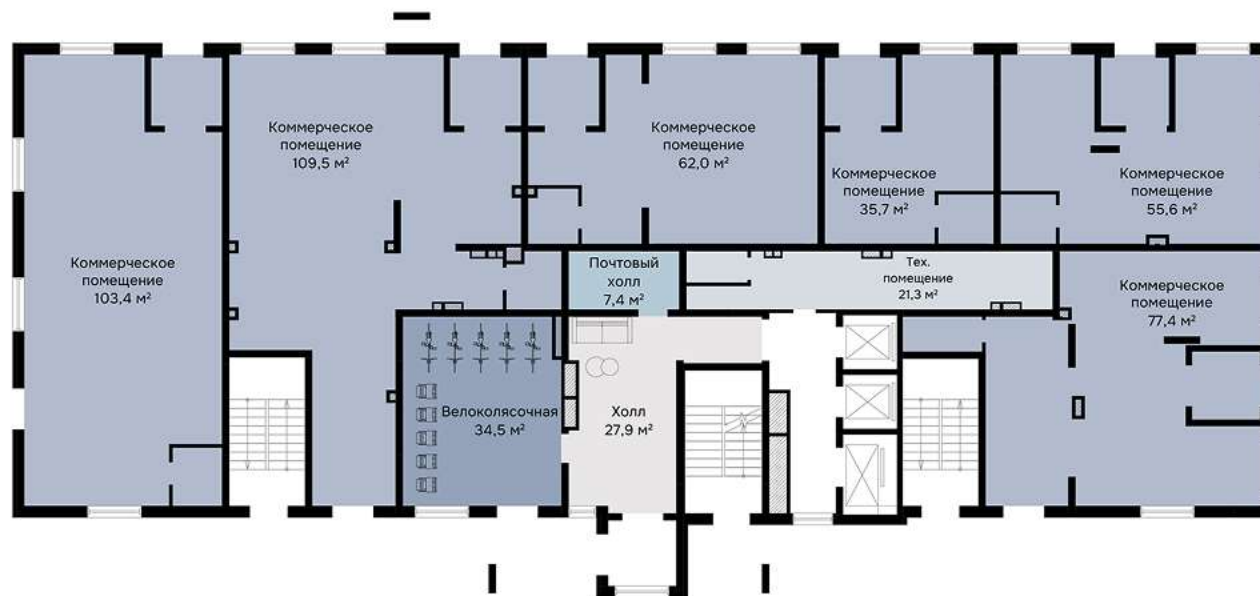 Коммерческое
помещение
109,5 м²
Коммерческое
помещение
62,0 м²
Коммерческое
помещение
35,7 м²
Коммерческое
помещение
55,6 м²
Коммерческое
помещение
103,4 м²
Почтовый
холл
7,4 м²
Тех.
помещение
21,3 м²
Коммерческое
помещение
77,4 м²
Велоколясочная
34,5 м²
Холл
27,9 м²